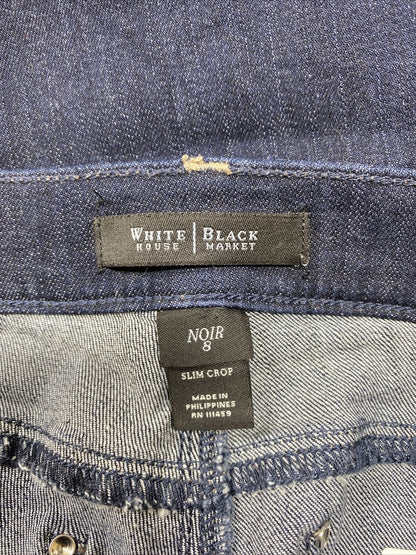 WHITE | BLACK
HOUSE | MARKET
NOIR
8
SLIM CROP
MADE IN
PHILIPPINES
RN 111459